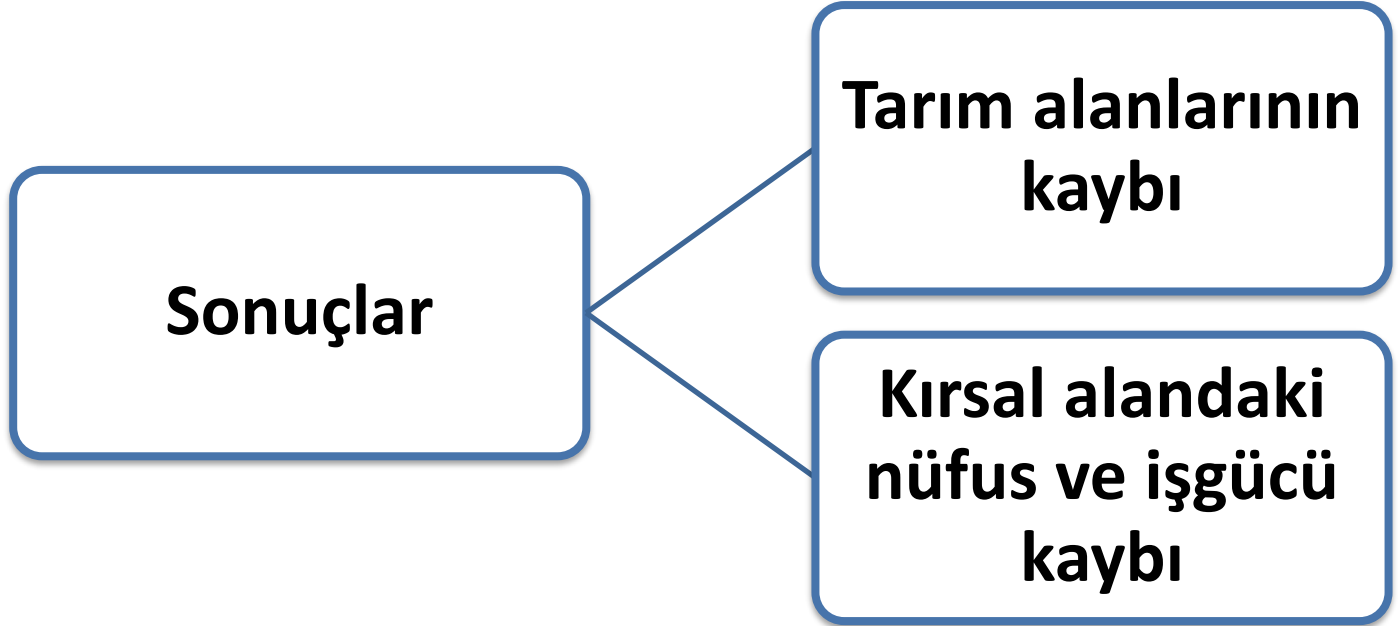 Sonuçlar
Tarım alanlarının
kaybı
Kırsal alandaki
nüfus ve işgücü
kaybı